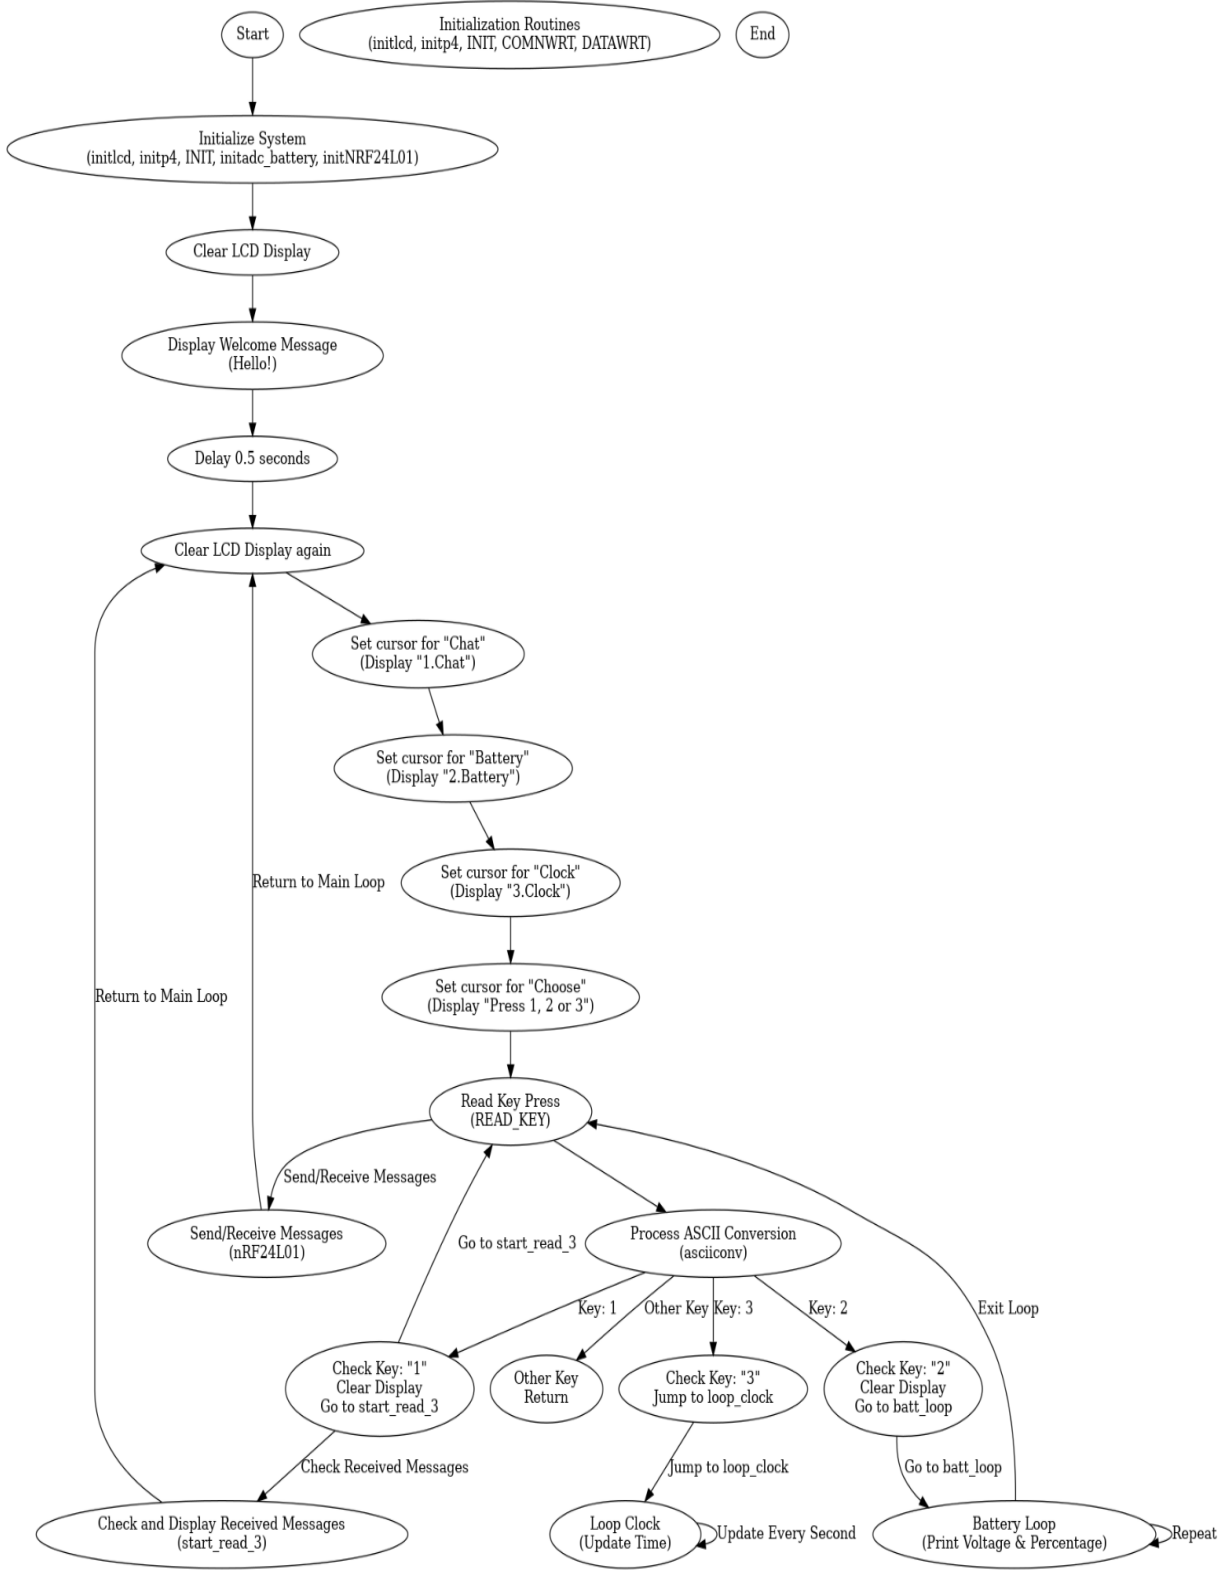 Start
Initialization Routines
(initlcd, initp4, INIT, COMNWRT, DATAWRT)
End
Initialize System
(initlcd, initp4, INIT, initadc_battery, initNRF24L01)
Clear LCD Display
Display Welcome Message
(Hello!)
Delay 0.5 seconds
Clear LCD Display again
Set cursor for "Chat"
(Display "1.Chat")
Set cursor for "Battery"
(Display "2.Battery")
Set cursor for "Clock"
(Display "3.Clock")
Return to Main Loop
Set cursor for "Choose"
(Display "Press 1, 2 or 3")
Return to Main Loop
Read Key Press
(READ_KEY)
Send/Receive Messages
Send/Receive Messages
(nRF24L01)
Go to start_read_3
Process ASCII Conversion
(asciiconv)
Key: 1
Other Key
Key: 3
Key: 2
Exit Loop
Check Key: "1"
Clear Display
Go to start_read_3
Other Key
Return
Check Key: "3"
Jump to loop_clock
Check Key: "2"
Clear Display
Go to batt_loop
Check Received Messages
Jump to loop_clock
Go to batt_loop
Check and Display Received Messages
(start_read_3)
Loop Clock
(Update Time)
Update Every Second
Battery Loop
(Print Voltage & Percentage)
Repeat